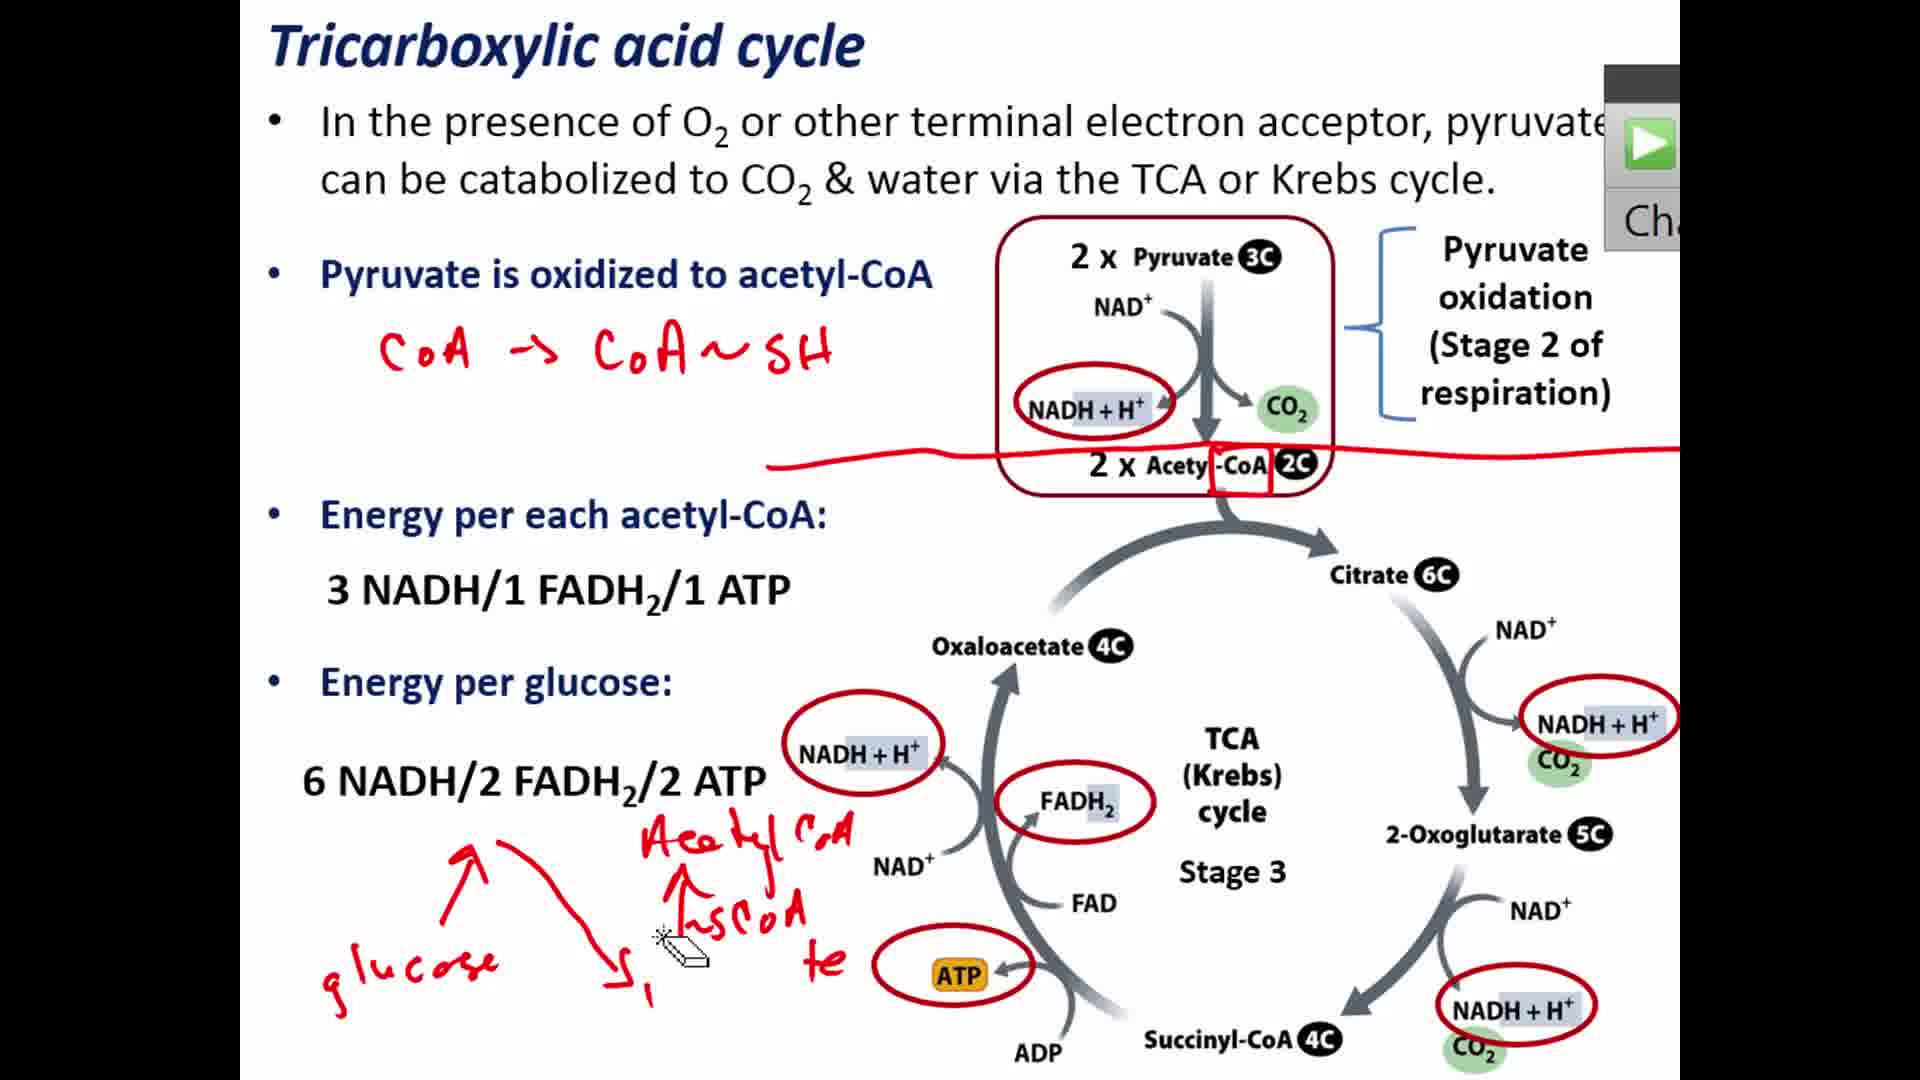 Tricarboxylic acid cycle
• In the presence of O2 or other terminal electron acceptor, pyruvate
can be catabolized to CO2 & water via the TCA or Krebs cycle.
Cha
• Pyruvate is oxidized to acetyl-CoA
CoA → CoA ~ SH
2 x Pyruvate 3C
NAD+
NADH + H+
CO2
2 x Acety -CoA 2C
Pyruvate
oxidation
(Stage 2 of
respiration)
• Energy per each acetyl-CoA:
3 NADH/1 FADH2/1 ATP
• Energy per glucose:
6 NADH/2 FADH2/2 ATP
glucose
Acetyl CoA
~SCoA
te
Citrate 6C
NAD+
NADH + H+
CO2
2-Oxoglutarate 5C
NAD+
NADH + H+
CO2
Succinyl-CoA 4C
ADP
ATP
FAD
FADH2
NAD+
NADH + H+
Oxaloacetate 4C
TCA
(Krebs)
cycle
Stage 3